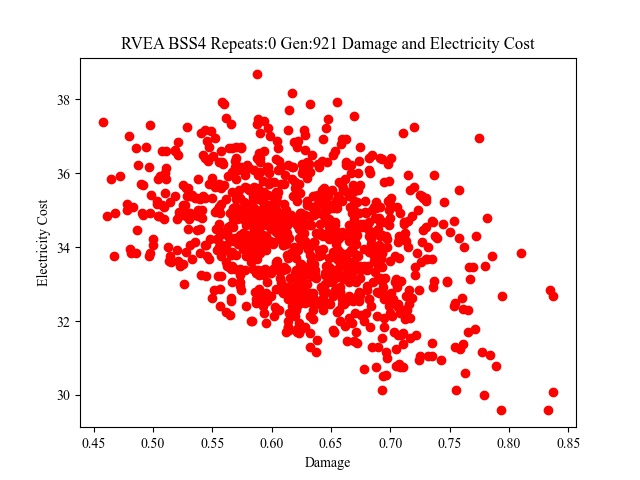 RVEA BSS4 Repeats:0 Gen:921 Damage and Electricity Cost
38
36
34
32
30
Electricity Cost
0.45 0.50 0.55 0.60 0.65 0.70 0.75 0.80 0.85
Damage